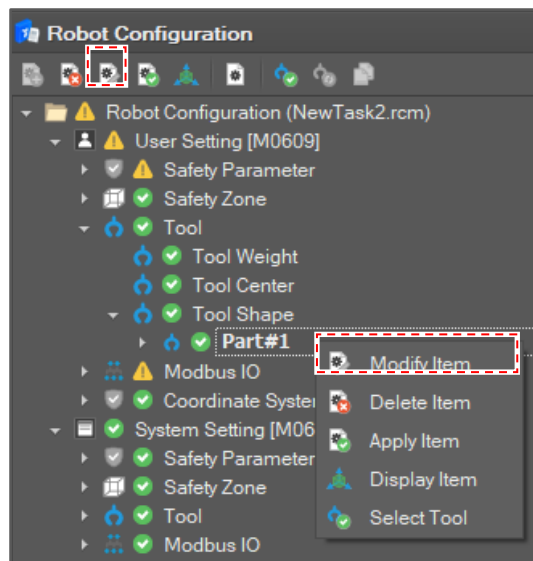 Robot Configuration
Robot Configuration (NewTask2.rcm)
User Setting [M0609]
Safety Parameter
Safety Zone
Tool
Tool Weight
Tool Center
Tool Shape
Part#1
Modify Item
Modbus IO
Delete Item
Coordinate Syste
System Setting [M06
Apply Item
Safety Parameter
Display Item
Safety Zone
Select Tool
Tool
Modbus IO